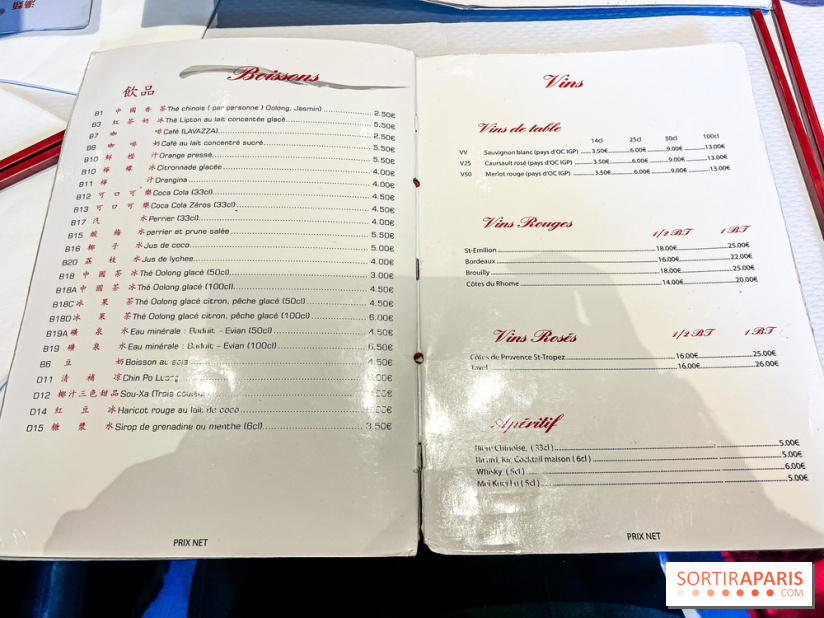 Boissons
飲品
B1 中國香茶 Thé chinois ( par personne ) Oolong, Jasmin) 2.50€
B3 紅茶奶冰 Thé Lipton au lait concentée glacé 5.50€
B7 咖啡 Café (LAVAZZA) 2.50€
B8 咖啡奶 Café au lait concentré sucré 5.50€
B10 鮮橙汁 Orange pressé 5.50€
B10 檸檬冰 Citronnade glacée 4.00€
B11 橙汁 Orangina 4.00€
B12 可口可樂 Coca Cola (33cl) 4.50€
B13 可口可樂 Coca Cola Zéros (33cl) 4.50€
B17 汽水 Perrier (33cl) 4.00€
B15 酸梅水 perrier et prune salée 5.50€
B16 椰子水 Jus de coco 5.00€
B20 荔枝水 Jus de lychee 4.00€
B18 中國茶冰 Thé Oolong glacé (50cl) 3.00€
B18A 中國茶冰 Thé Oolong glacé (100cl) 4.50€
B18C 冰果茶 Thé Oolong glacé citron, pêche glacé (50cl) 4.50€
B18D 冰果茶 Thé Oolong glacé citron, pêche glacé (100cl) 6.00€
B19A 礦泉水 Eau minérale : Badoit - Evian (50cl) 4.50€
B19 礦泉水 Eau minérale : Badoit - Evian (100cl) 6.50€
B6 豆奶 Boisson au soja 4.50€
D11 清補凉 Chin Po Luong
D12 椰汁三色甜品 Sou-Xa (Trois couleur
D14 紅豆冰 Haricot rouge au lait de coco
D15 糖漿水 Sirop de grenadine ou menthe (6cl) 3.50€
PRIX NET
Vins
Vins de table
14cl 25cl 50cl 100cl
VV Sauvignon blanc (pays d'OC IGP) 3.50€ 6.00€ 9.00€ 13.00€
V25 Caursault rosé (pays d'OC IGP) 3.50€ 6.00€ 9.00€ 13.00€
V50 Merlot rouge (pays d'OC IGP) 3.50€ 6.00€ 9.00€ 13.00€
Vins Rouges 1/2 BT 1 BT
St-Emilion 18.00€ 25.00€
Bordeaux 16.00€ 22.00€
Brouilly 18.00€ 25.00€
Côtes du Rhome 14.00€ 20.00€
Vins Rosés 1/2 BT 1 BT
Côtes de Provence St-Tropez 16.00€ 25.00€
Tavel 16.00€ 26.00€
Apéritif
Bière Chinoise, (33cl) 5.00€
Kir, Cocktail maison ( 6cl ) 5.00€
Whisky ( 5cl ) 6.00€
Mei Kuei Lu ( 5cl ) 5.00€
PRIX NET
SORTIRAPARIS
.COM